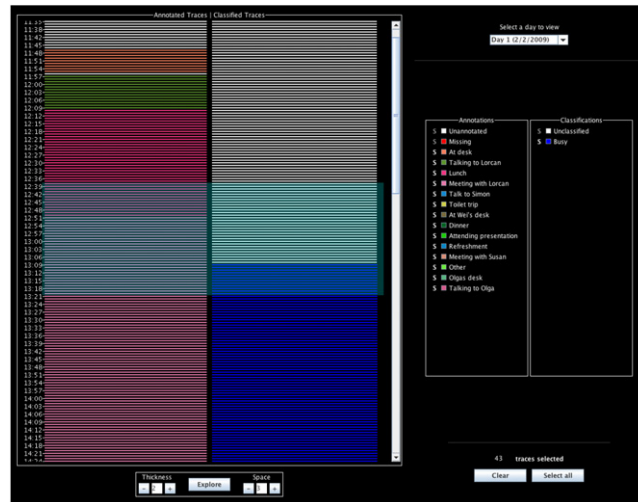 Annotated Traces | Classified Traces
11:35
11:38
11:42
11:45
11:48
11:51
11:54
11:57
12:00
12:03
12:06
12:09
12:12
12:15
12:18
12:21
12:24
12:27
12:30
12:33
12:36
12:39
12:42
12:45
12:48
12:51
12:54
12:57
13:00
13:03
13:06
13:09
13:12
13:15
13:18
13:21
13:24
13:27
13:30
13:33
13:36
13:39
13:42
13:45
13:48
13:51
13:54
13:57
14:00
14:03
14:06
14:09
14:12
14:15
14:18
14:21
14:24
Thickness
- 2 +
Explore
Space
- +
Select a day to view
Day 1 (2/2/2009)
Annotations
S Unannotated
S Missing
S At desk
S Talking to Lorcan
S Lunch
S Meeting with Lorcan
S Talk to Simon
S Toilet trip
S At Wei's desk
S Dinner
S Attending presentation
S Refreshment
S Meeting with Susan
S Other
S Olgas desk
S Talking to Olga
Classifications
S Unclassified
S Busy
43 traces selected
Clear
Select all